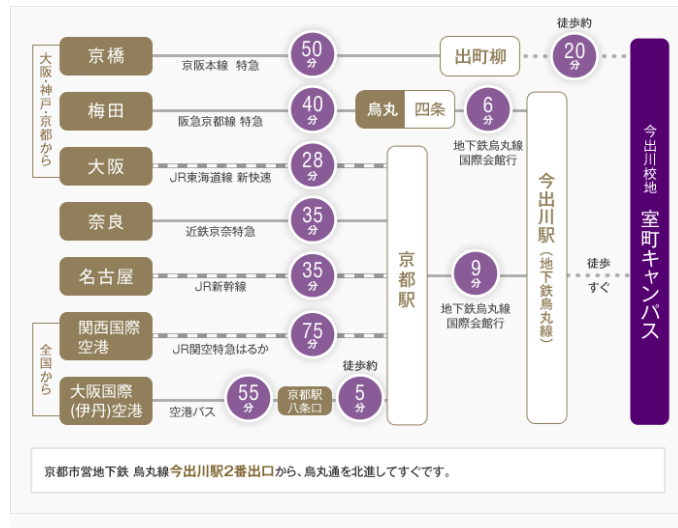 大阪・神戸・京都から
京橋
京阪本線 特急
50分
出町柳
徒歩約
20分
梅田
阪急京都線 特急
40分
烏丸 四条
6分
地下鉄烏丸線
国際会館行
大阪
JR東海道線 新快速
28分
奈良
近鉄京奈特急
35分
名古屋
JR新幹線
35分
全国から
関西国際
空港
JR関空特急はるか
75分
大阪国際
(伊丹)空港
空港バス
55分
京都駅
八条口
徒歩約
5分
京都駅
9分
地下鉄烏丸線
国際会館行
今出川駅(地下鉄烏丸線)
徒歩
すぐ
今出川校地 室町キャンパス
京都市営地下鉄 烏丸線今出川駅2番出口から、烏丸通を北進してすぐです。